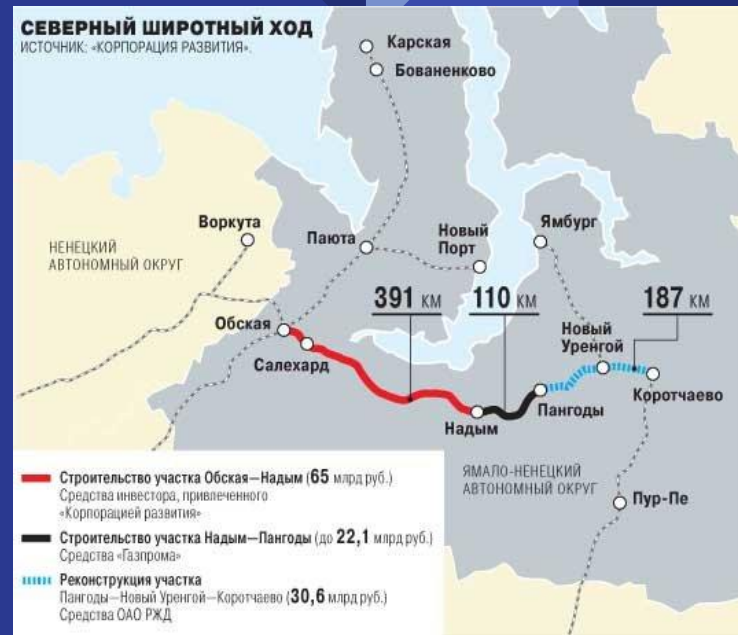 СЕВЕРНЫЙ ШИРОТНЫЙ ХОД
ИСТОЧНИК: «КОРПОРАЦИЯ РАЗВИТИЯ».
Карская
Бованенково
Воркута
НЕНЕЦКИЙ
АВТОНОМНЫЙ ОКРУГ
Паюта
Новый
Порт
Ямбург
391 КМ
110 КМ
187 КМ
Обская
Салехард
Новый
Уренгой
Надым
Пангоды
Коротчаево
ЯМАЛО-НЕНЕЦКИЙ
АВТОНОМНЫЙ ОКРУГ
Пур-Пе
Строительство участка Обская—Надым (65 млрд руб.)
Средства инвестора, привлеченного
«Корпорацией развития»
Строительство участка Надым—Пангоды (до 22,1 млрд руб.)
Средства «Газпрома»
Реконструкция участка
Пангоды—Новый Уренгой—Коротчаево (30,6 млрд руб.)
Средства ОАО РЖД